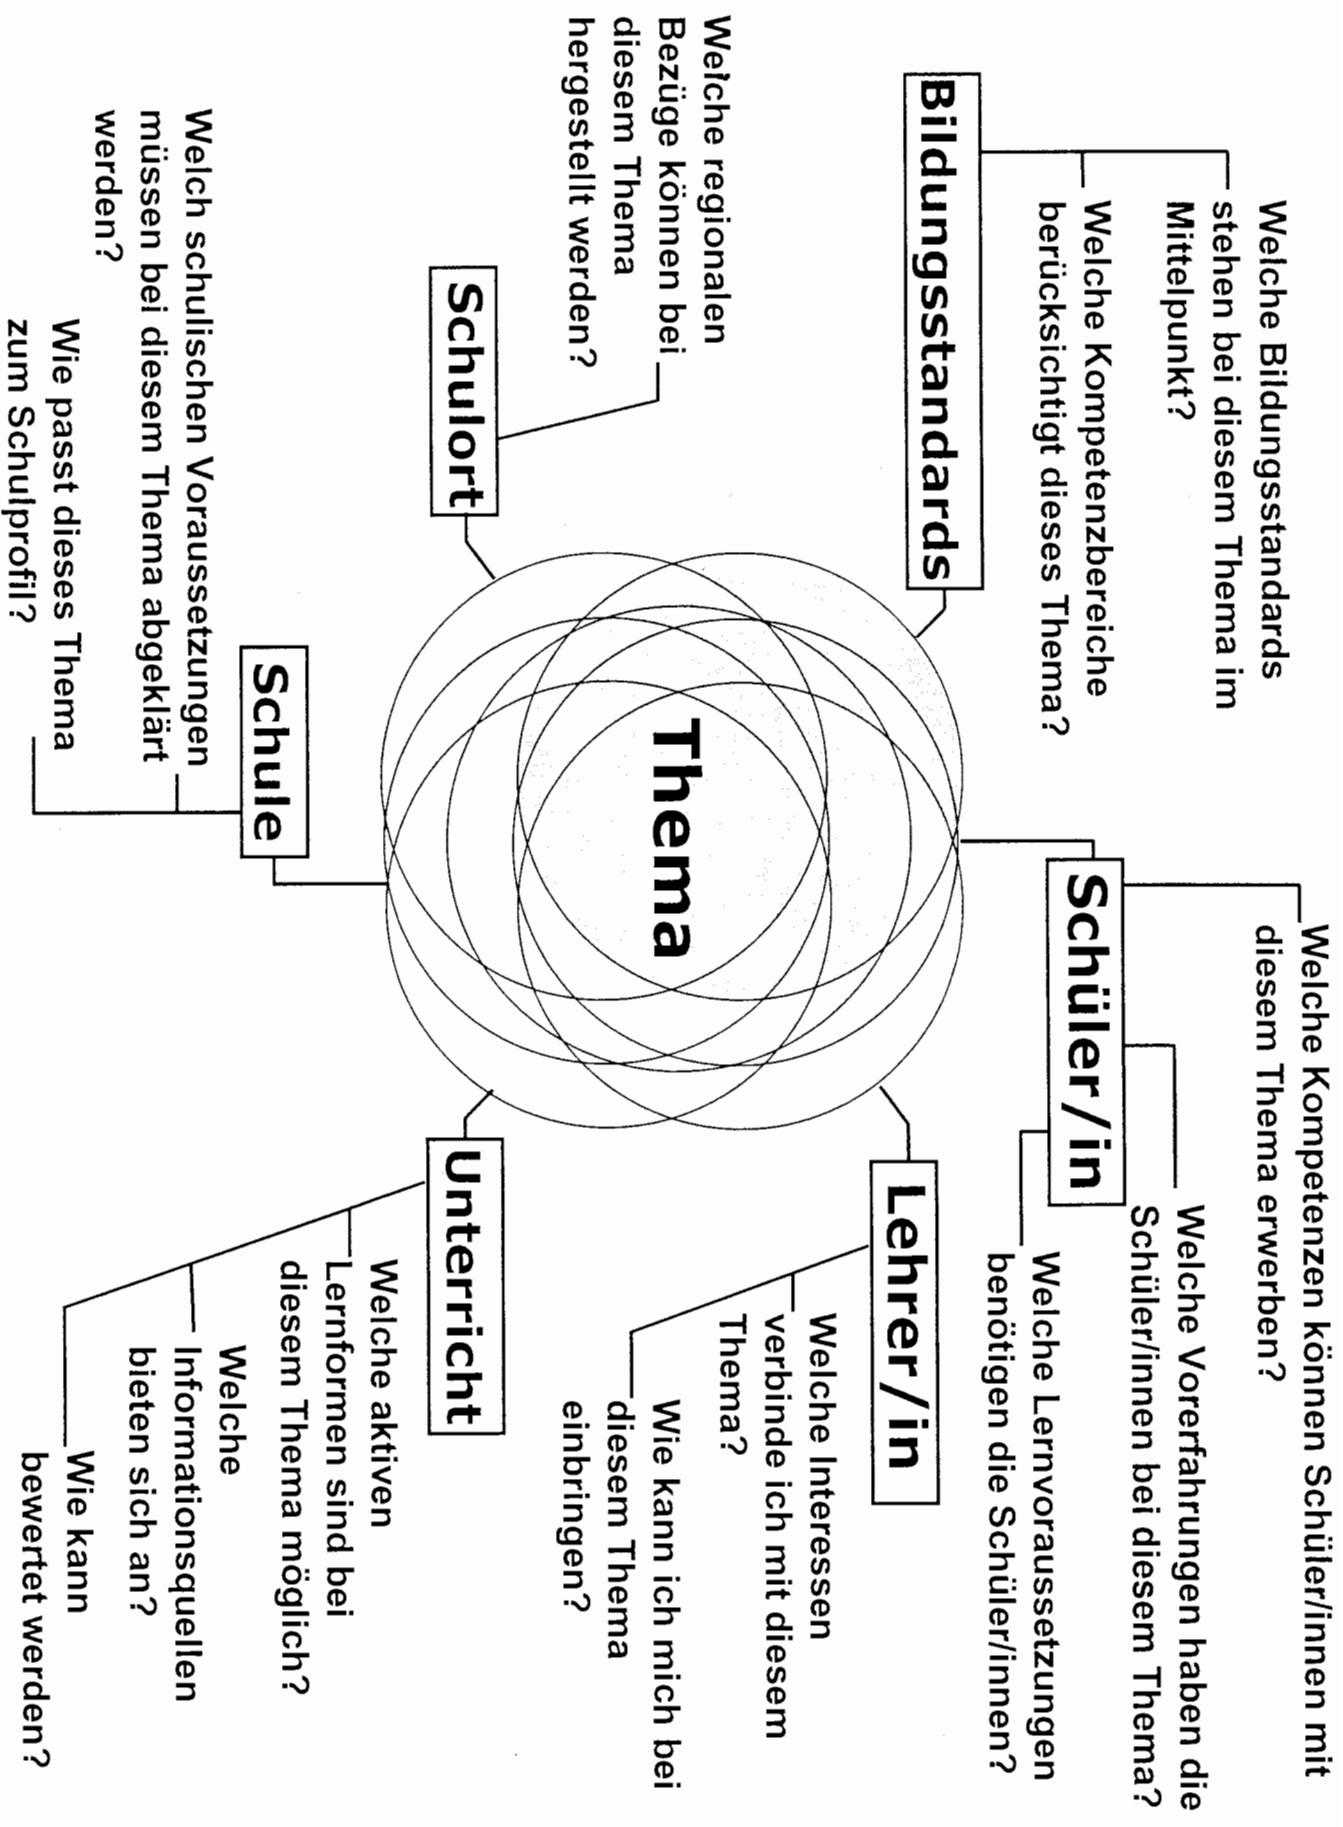 Welche Kompetenzen können Schüler/innen mit
diesem Thema erwerben?
Welche Bildungsstandards
stehen bei diesem Thema im
Mittelpunkt?
Welche Kompetenzbereiche
berücksichtigt dieses Thema?
Bildungsstandards
Schüler/in
Welche Vorerfahrungen haben die
Schüler/innen bei diesem Thema?
Welche Lernvoraussetzungen
benötigen die Schüler/innen?
Lehrer/in
Welche Interessen
verbinde ich mit diesem
Thema?
Wie kann ich mich bei
diesem Thema
einbringen?
Welche regionalen
Bezüge können bei
diesem Thema
hergestellt werden?
Thema
Schulort
Unterricht
Welche aktiven
Lernformen sind bei
diesem Thema möglich?
Welche
Informationsquellen
bieten sich an?
Wie kann
bewertet werden?
Schule
Welch schulischen Voraussetzungen
müssen bei diesem Thema abgeklärt
werden?
Wie passt dieses Thema
zum Schulprofil?